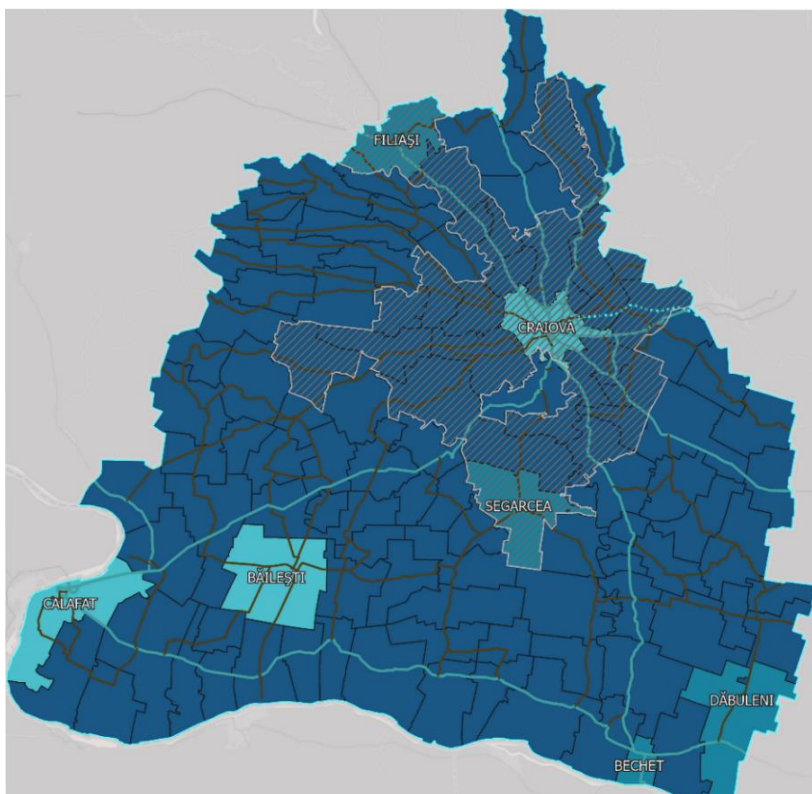 FILIAȘI
CRAIOVA
SEGARCEA
BĂILEȘTI
CALAFAT
DĂBULENI
BECHET